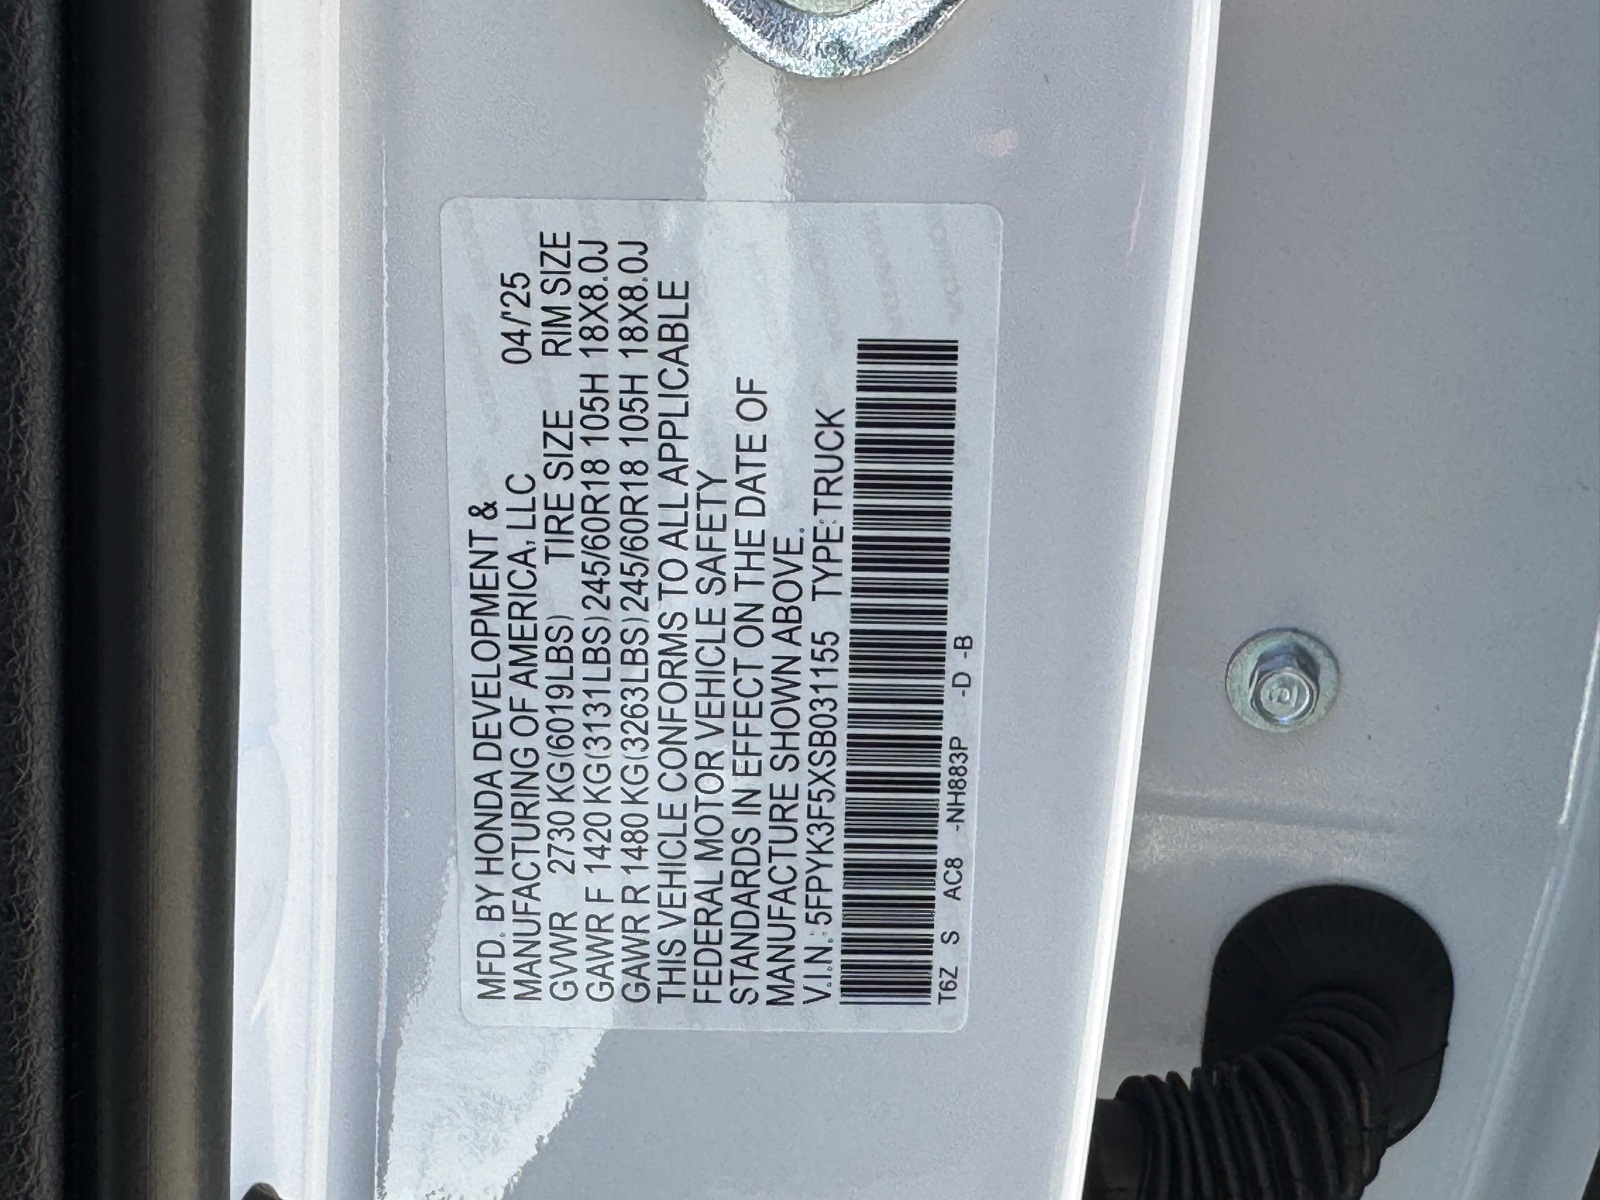 MFD. BY HONDA DEVELOPMENT &
MANUFACTURING OF AMERICA, LLC 04/'25
GVWR 2730 KG(6019LBS) TIRE SIZE RIM SIZE
GAWR F 1420 KG(3131LBS) 245/60R18 105H 18X8.0J
GAWR R 1480 KG(3263LBS) 245/60R18 105H 18X8.0J
THIS VEHICLE CONFORMS TO ALL APPLICABLE
FEDERAL MOTOR VEHICLE SAFETY
STANDARDS IN EFFECT ON THE DATE OF
MANUFACTURE SHOWN ABOVE.
V.I.N.: 5FPYK3F5XSB031155 TYPE:TRUCK
T6Z S AC8 -NH883P -D -B